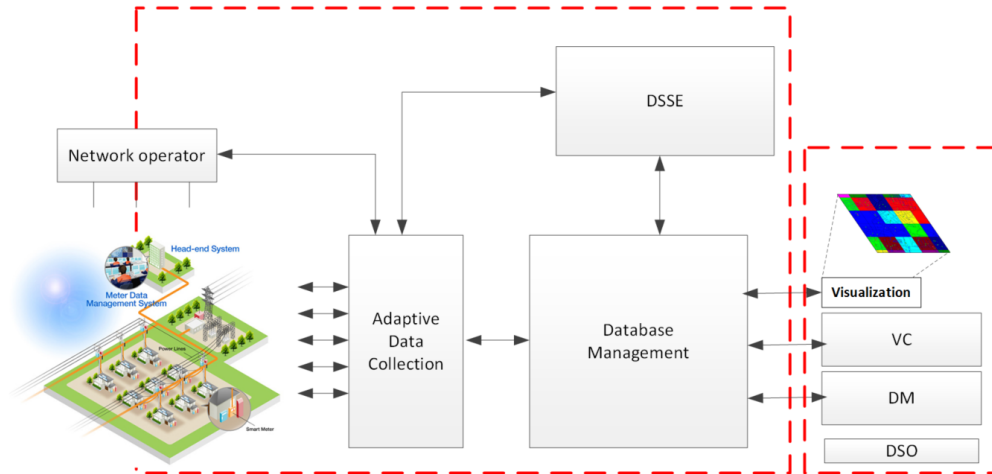 DSSE
Network operator
Head-end System
Meter Data
Management System
Power Lines
Smart Meter
Adaptive
Data
Collection
Database
Management
Visualization
VC
DM
DSO